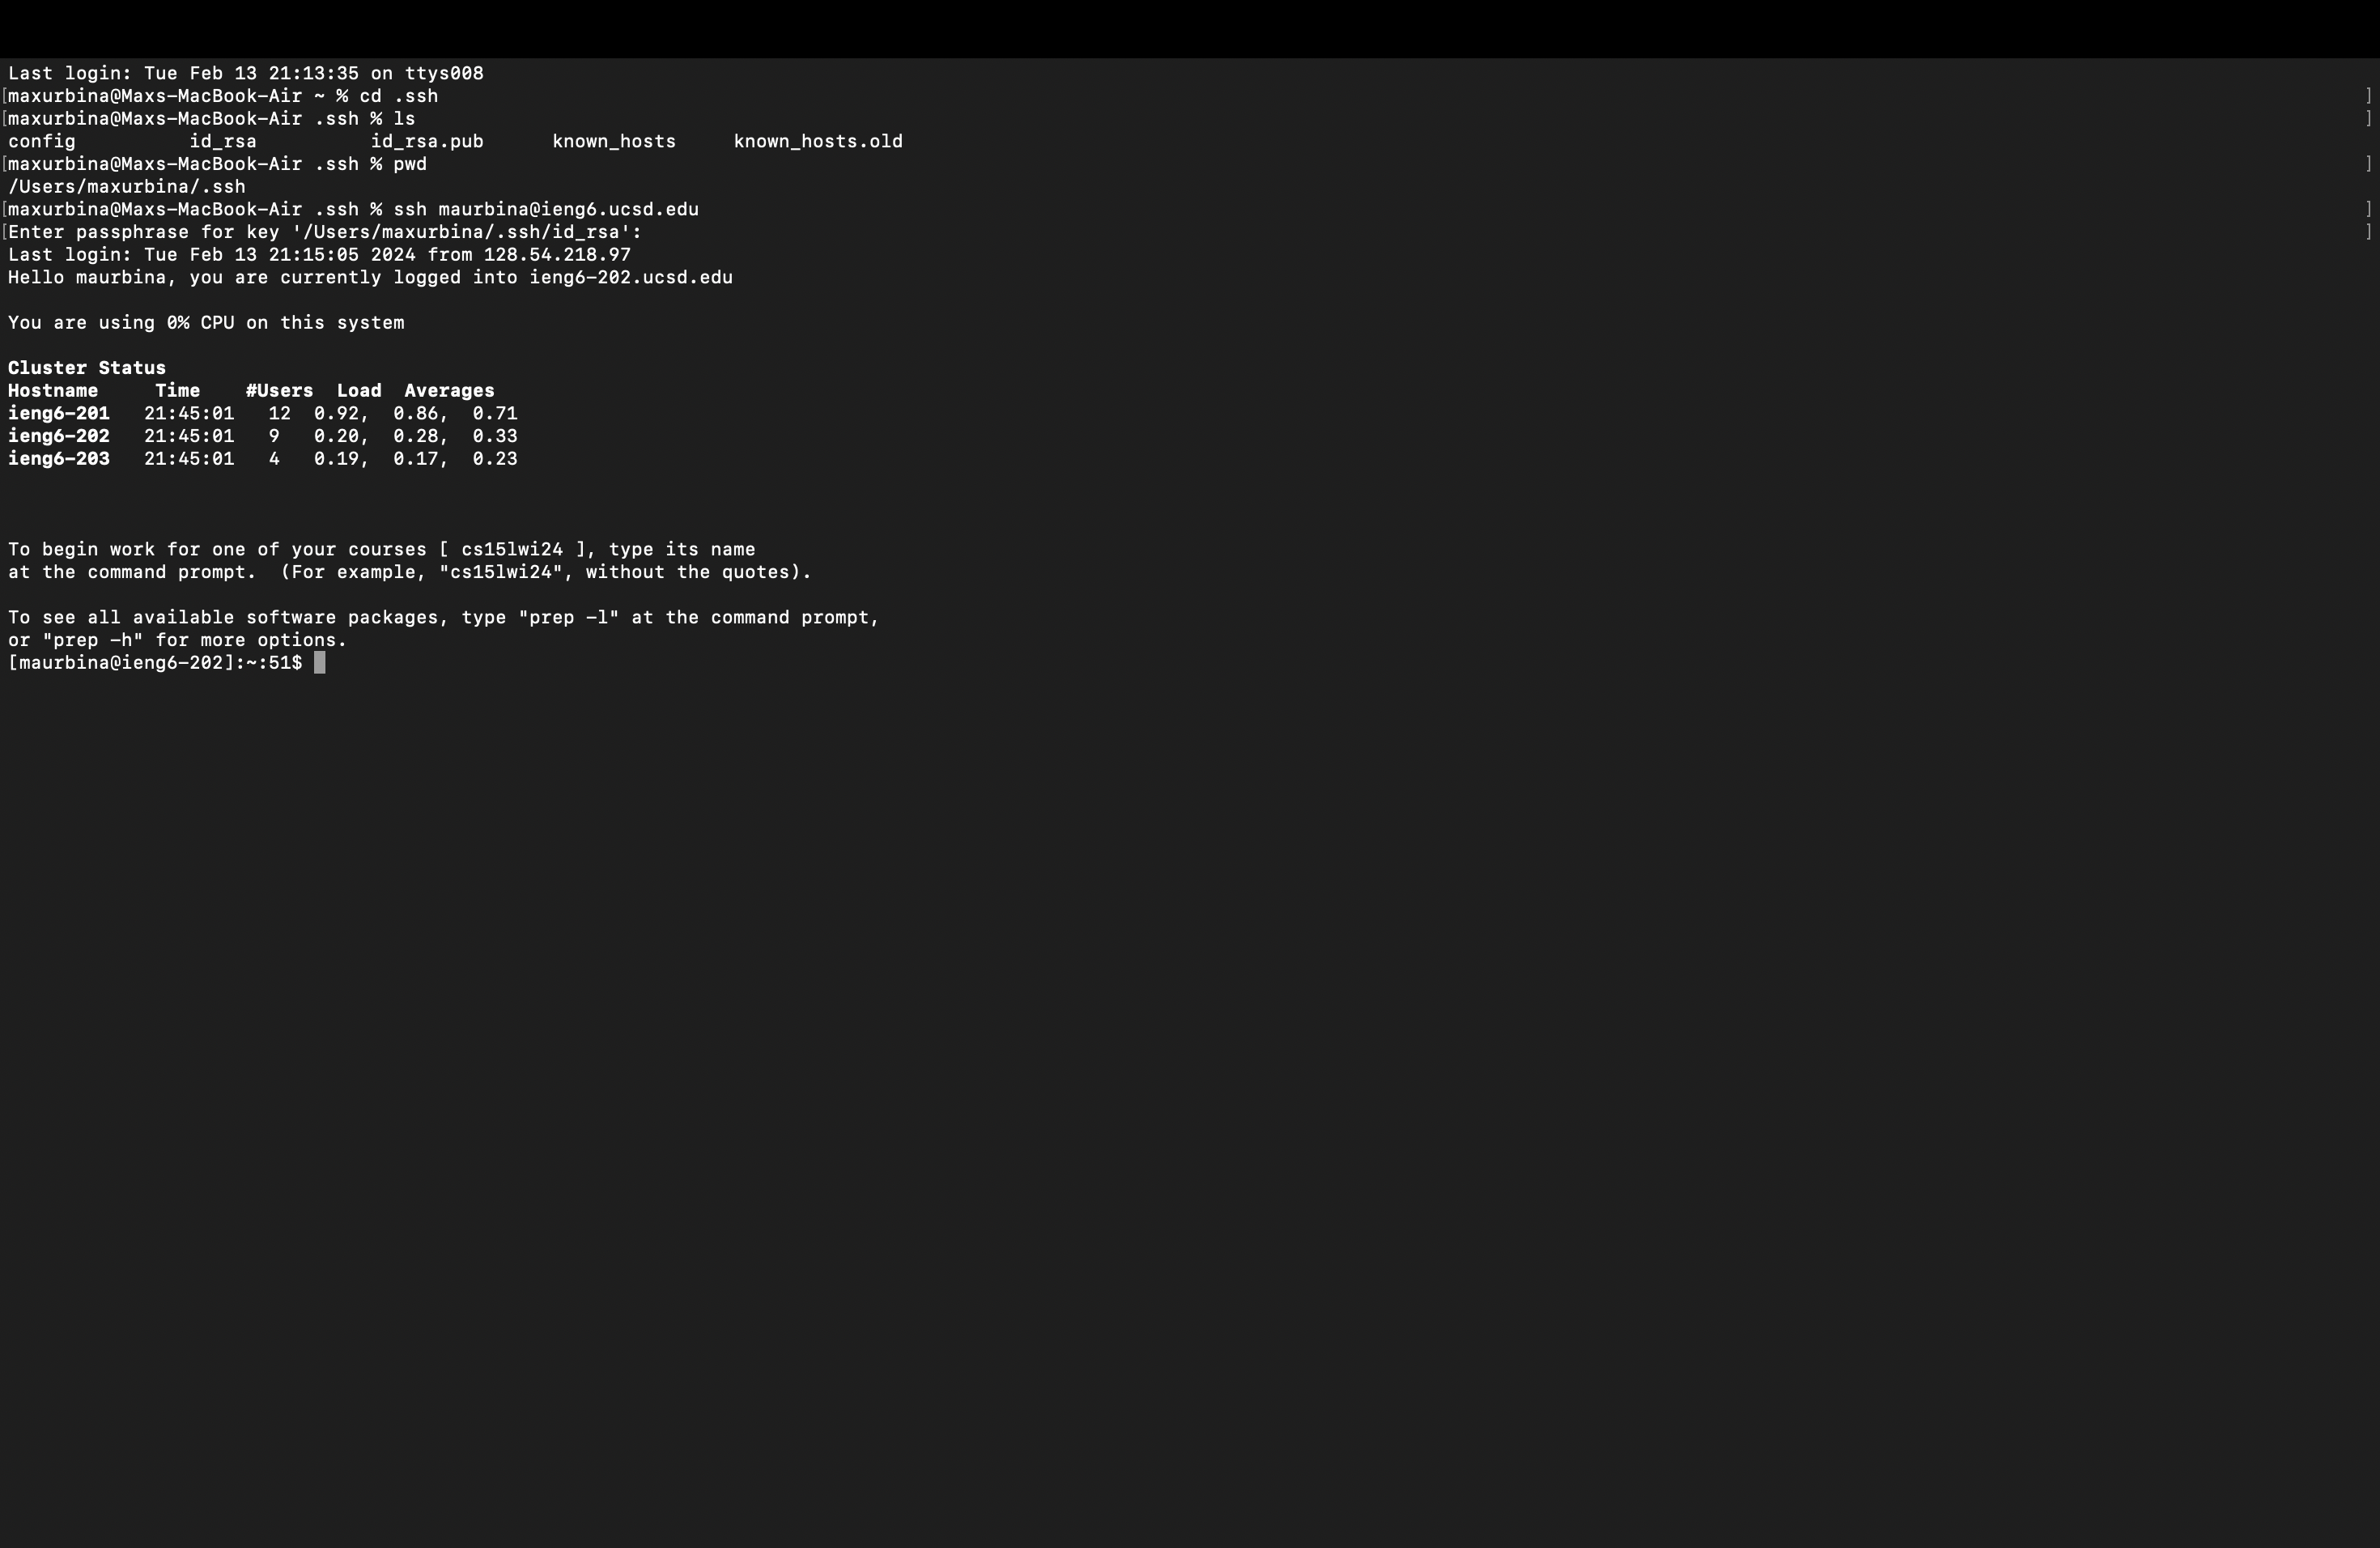 Last login: Tue Feb 13 21:13:35 on ttys008
[maxurbina@Maxs-MacBook-Air ~ % cd .ssh ]
[maxurbina@Maxs-MacBook-Air .ssh % ls ]
config          id_rsa          id_rsa.pub      known_hosts     known_hosts.old
[maxurbina@Maxs-MacBook-Air .ssh % pwd ]
/Users/maxurbina/.ssh
[maxurbina@Maxs-MacBook-Air .ssh % ssh maurbina@ieng6.ucsd.edu ]
[Enter passphrase for key '/Users/maxurbina/.ssh/id_rsa': ]
Last login: Tue Feb 13 21:15:05 2024 from 128.54.218.97
Hello maurbina, you are currently logged into ieng6-202.ucsd.edu
You are using 0% CPU on this system
Cluster Status
Hostname     Time    #Users  Load  Averages
ieng6-201   21:45:01   12  0.92,  0.86,  0.71
ieng6-202   21:45:01   9   0.20,  0.28,  0.33
ieng6-203   21:45:01   4   0.19,  0.17,  0.23
To begin work for one of your courses [ cs15lwi24 ], type its name
at the command prompt.  (For example, "cs15lwi24", without the quotes).
To see all available software packages, type "prep -l" at the command prompt,
or "prep -h" for more options.
[maurbina@ieng6-202]:~:51$